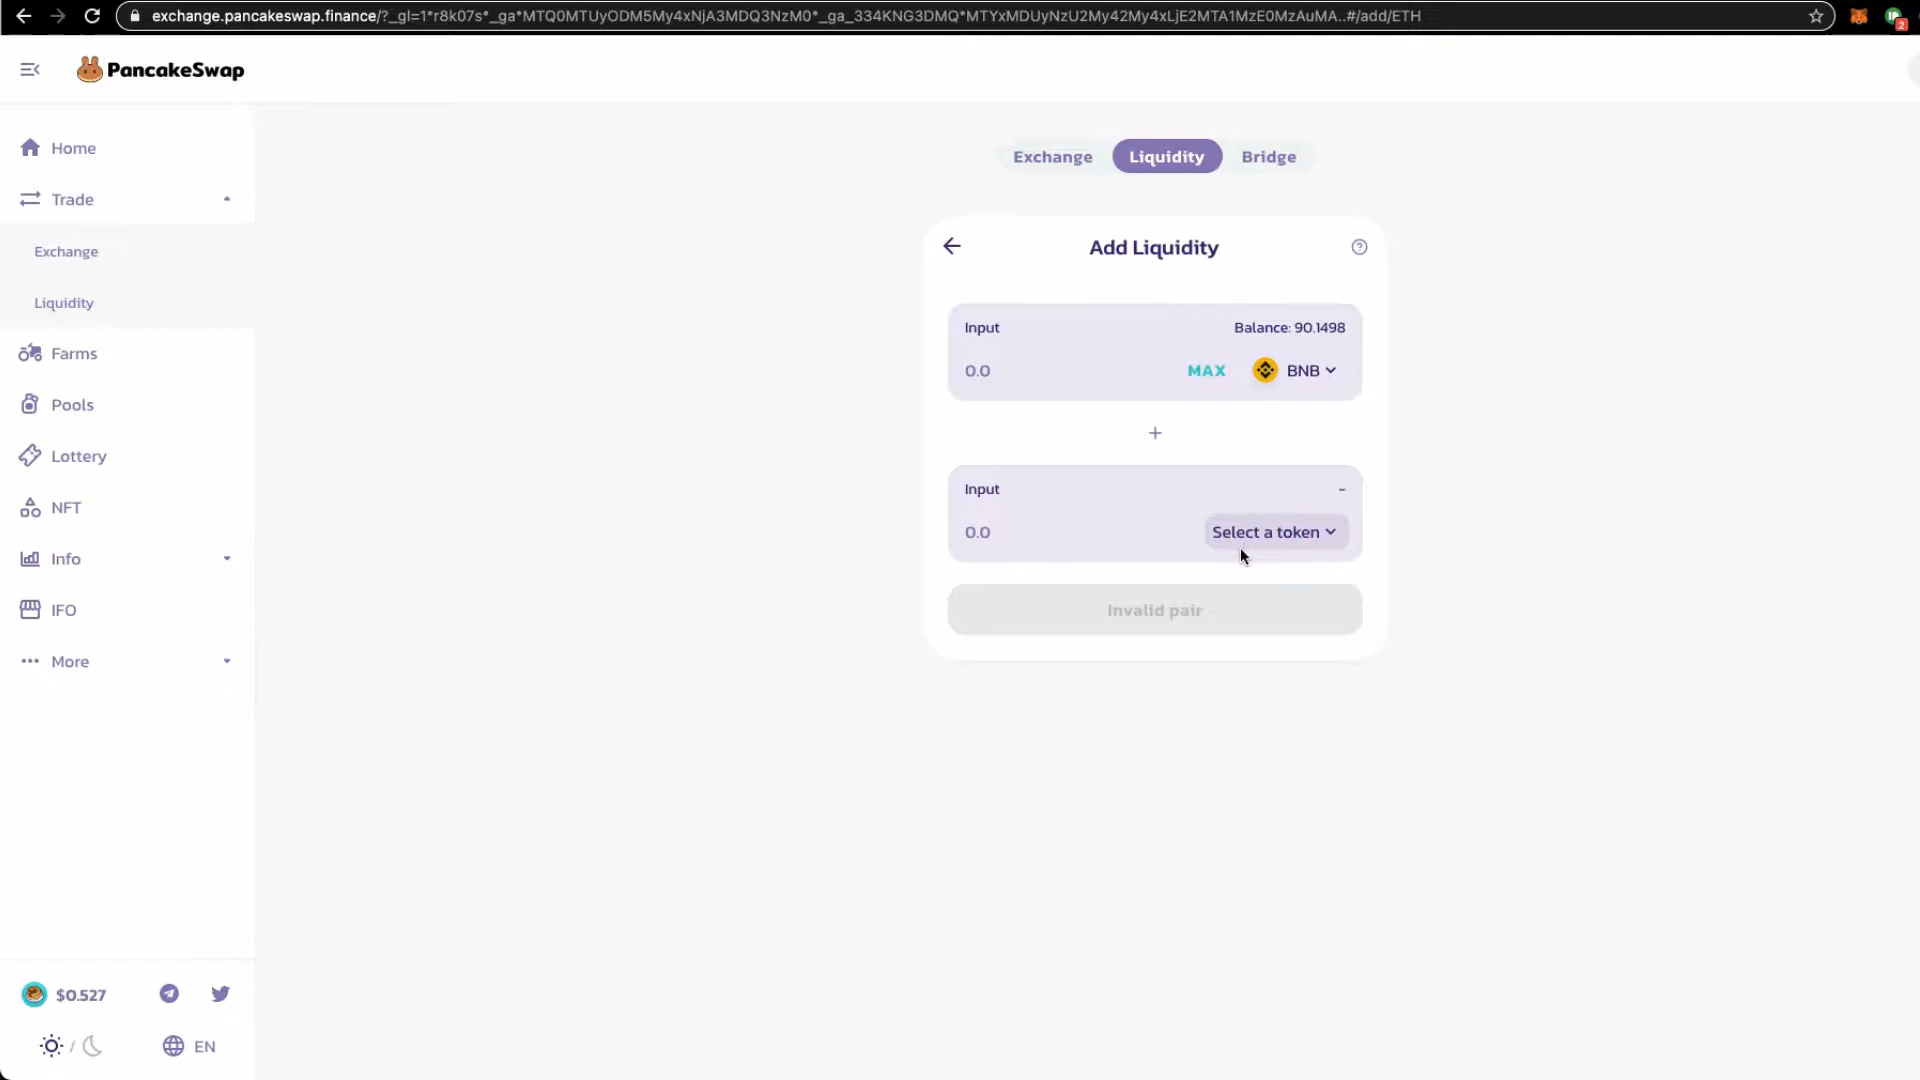 exchange.pancakeswap.finance/?_gl=1*r8k07s*_ga*MTQ0MTUyODM5My4xNjA3MDQ3NzM0*_ga_334KNG3DMQ*MTYxMDUyNzU2My42My4xLjE2MTA1MzE0MzAuMA..#/add/ETH
2
PancakeSwap
Home
Exchange
Liquidity
Bridge
Trade
Exchange
Add Liquidity
?
Liquidity
Input
Balance: 90.1498
Farms
0.0
MAX
BNB
Pools
+
Lottery
Input
-
NFT
0.0
Select a token
Info
IFO
Invalid pair
More
$0.527
/
EN